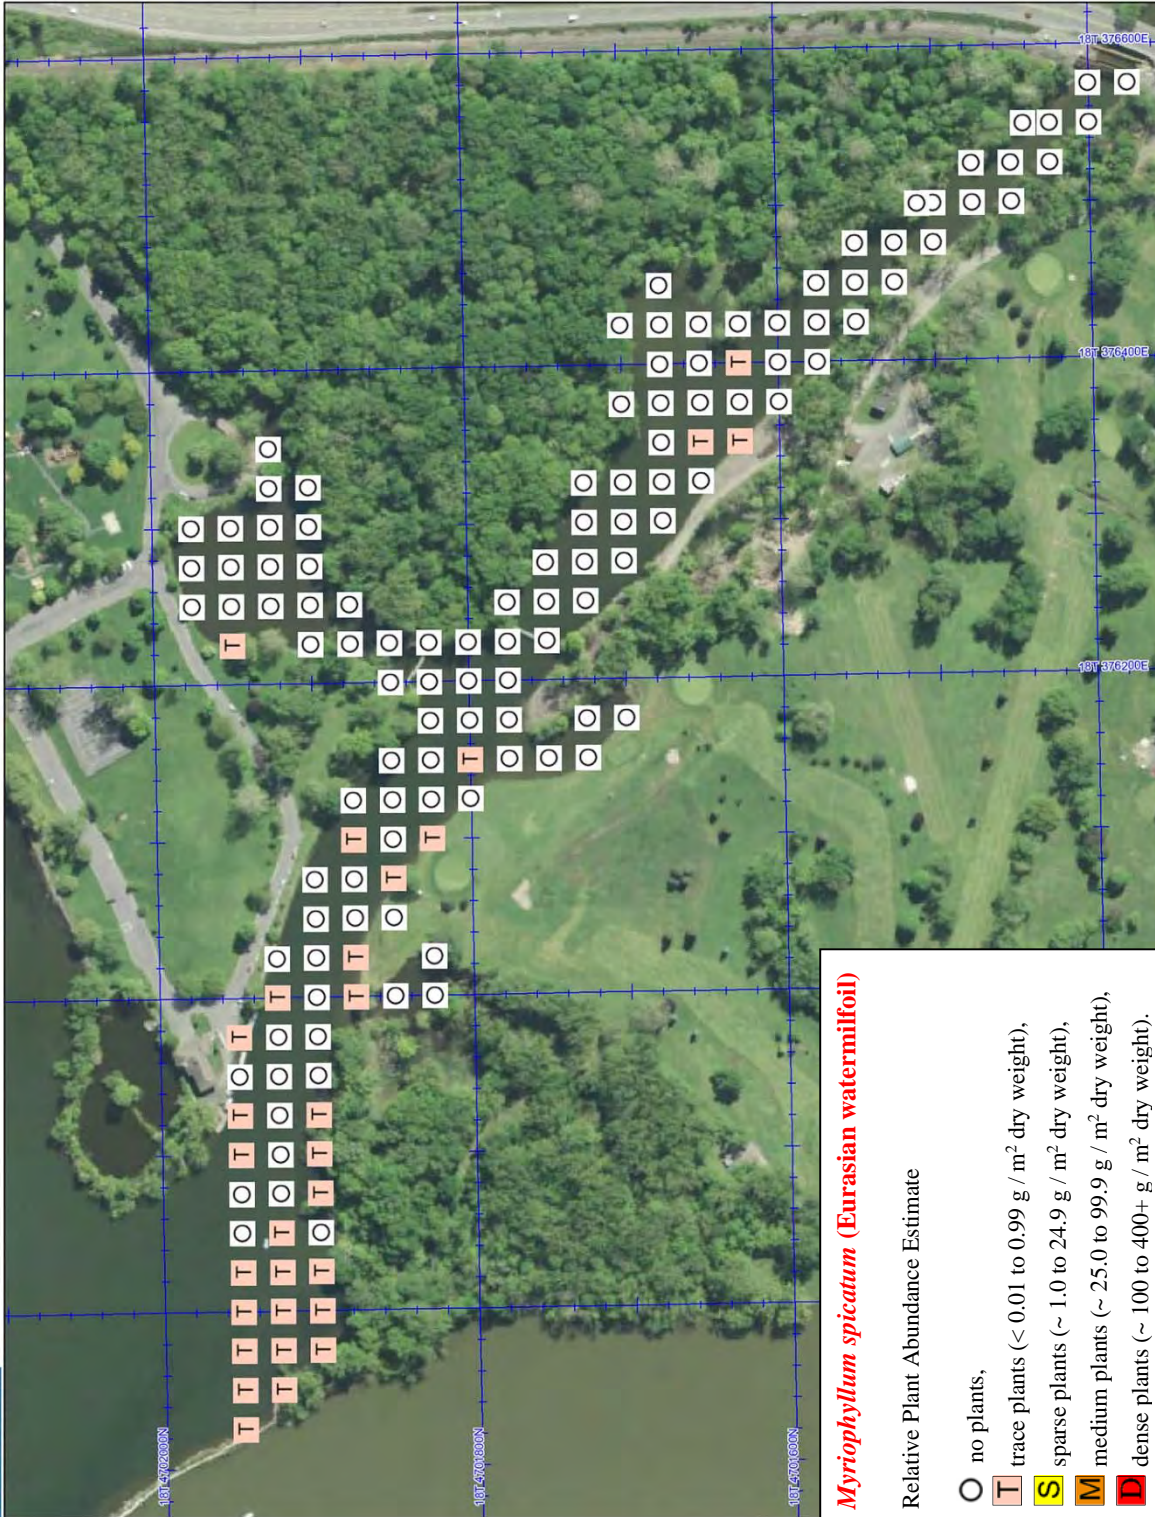 18T 376600E
18T 376400E
18T 376200E
18T 4702000N
18T 4701800N
18T 4701600N
Myriophyllum spicatum (Eurasian watermilfoil)
Relative Plant Abundance Estimate
O no plants,
T trace plants (< 0.01 to 0.99 g / m² dry weight),
S sparse plants (~ 1.0 to 24.9 g / m² dry weight),
M medium plants (~ 25.0 to 99.9 g / m² dry weight),
D dense plants (~ 100 to 400+ g / m² dry weight).